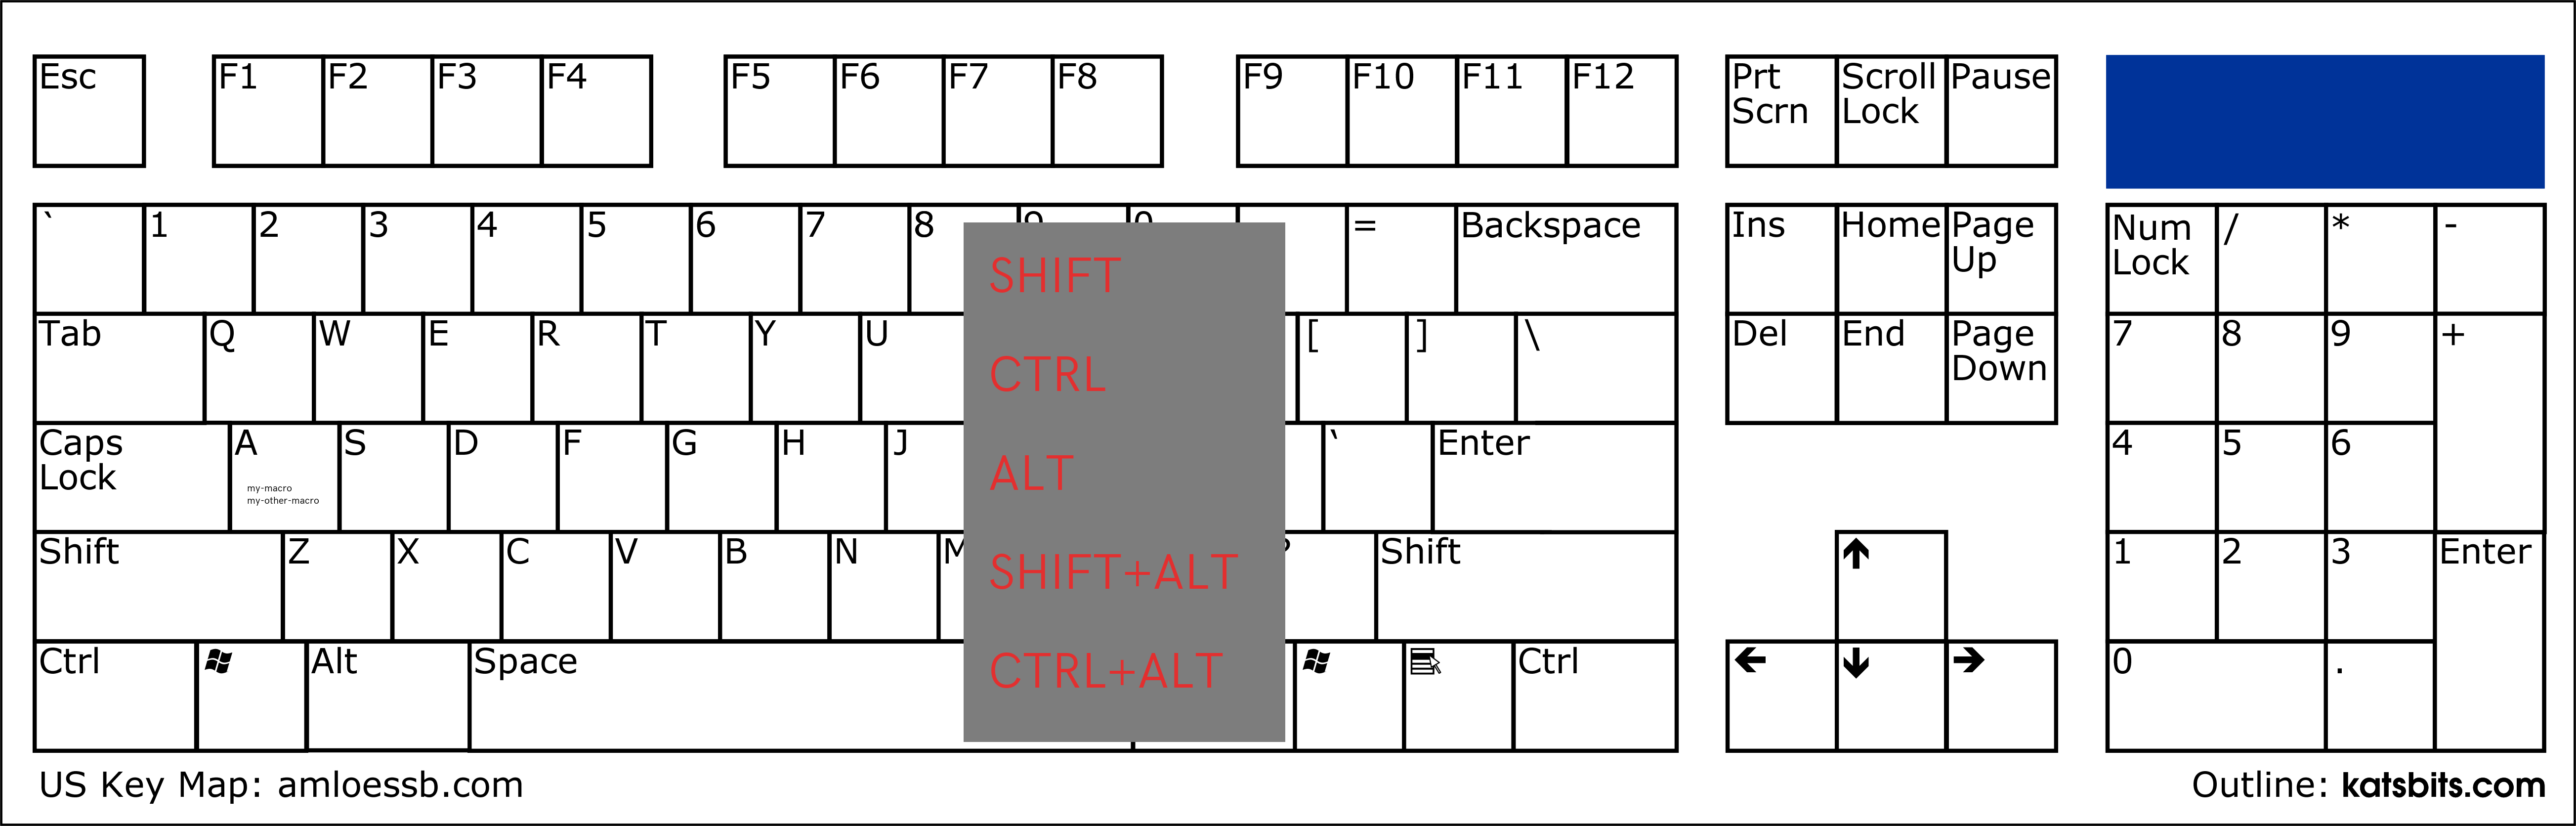 Esc F1 F2 F3 F4 F5 F6 F7 F8 F9 F10 F11 F12 Prt Scrn Scroll Lock Pause
` 1 2 3 4 5 6 7 8 9 0 = Backspace Ins Home Page Up Num Lock / * -
Tab Q W E R T Y U [ ] \ Del End Page Down 7 8 9 +
Caps Lock A S D F G H J ` Enter 4 5 6
my-macro
my-other-macro
Shift Z X C V B N M Shift ↑ 1 2 3 Enter
Ctrl Alt Space Ctrl ← ↓ → 0 .
SHIFT
CTRL
ALT
SHIFT+ALT
CTRL+ALT
US Key Map: amloessb.com
Outline: katsbits.com